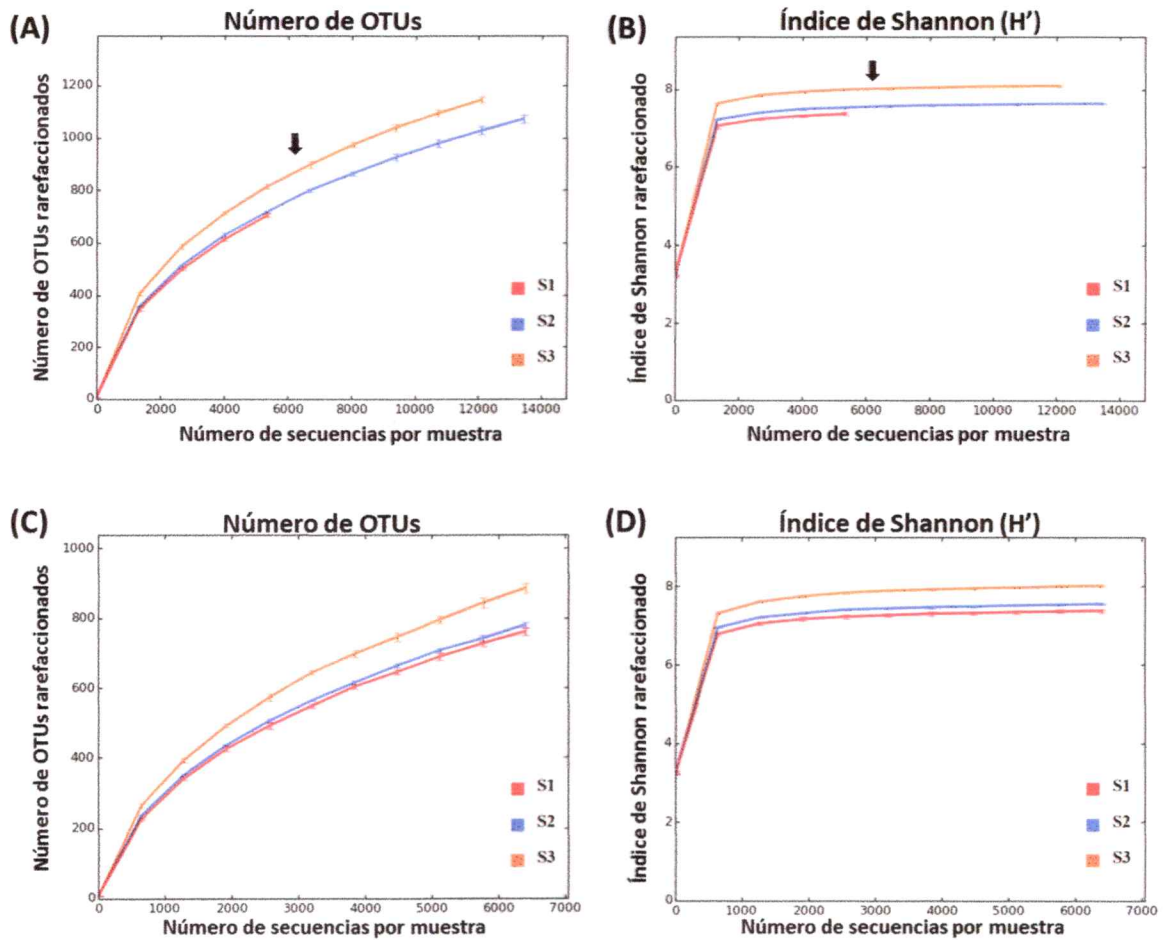 (A)
Número de OTUs
Número de OTUs rarefaccionados
1200
1000
800
600
400
200
0
0 2000 4000 6000 8000 10000 12000 14000
Número de secuencias por muestra
S1
S2
S3
(B)
Índice de Shannon (H')
Índice de Shannon rarefaccionado
8
6
4
2
0
0 2000 4000 6000 8000 10000 12000 14000
Número de secuencias por muestra
S1
S2
S3
(C)
Número de OTUs
Número de OTUs rarefaccionados
1000
800
600
400
200
0
0 1000 2000 3000 4000 5000 6000 7000
Número de secuencias por muestra
S1
S2
S3
(D)
Índice de Shannon (H')
Índice de Shannon rarefaccionado
8
6
4
2
0
0 1000 2000 3000 4000 5000 6000 7000
Número de secuencias por muestra
S1
S2
S3